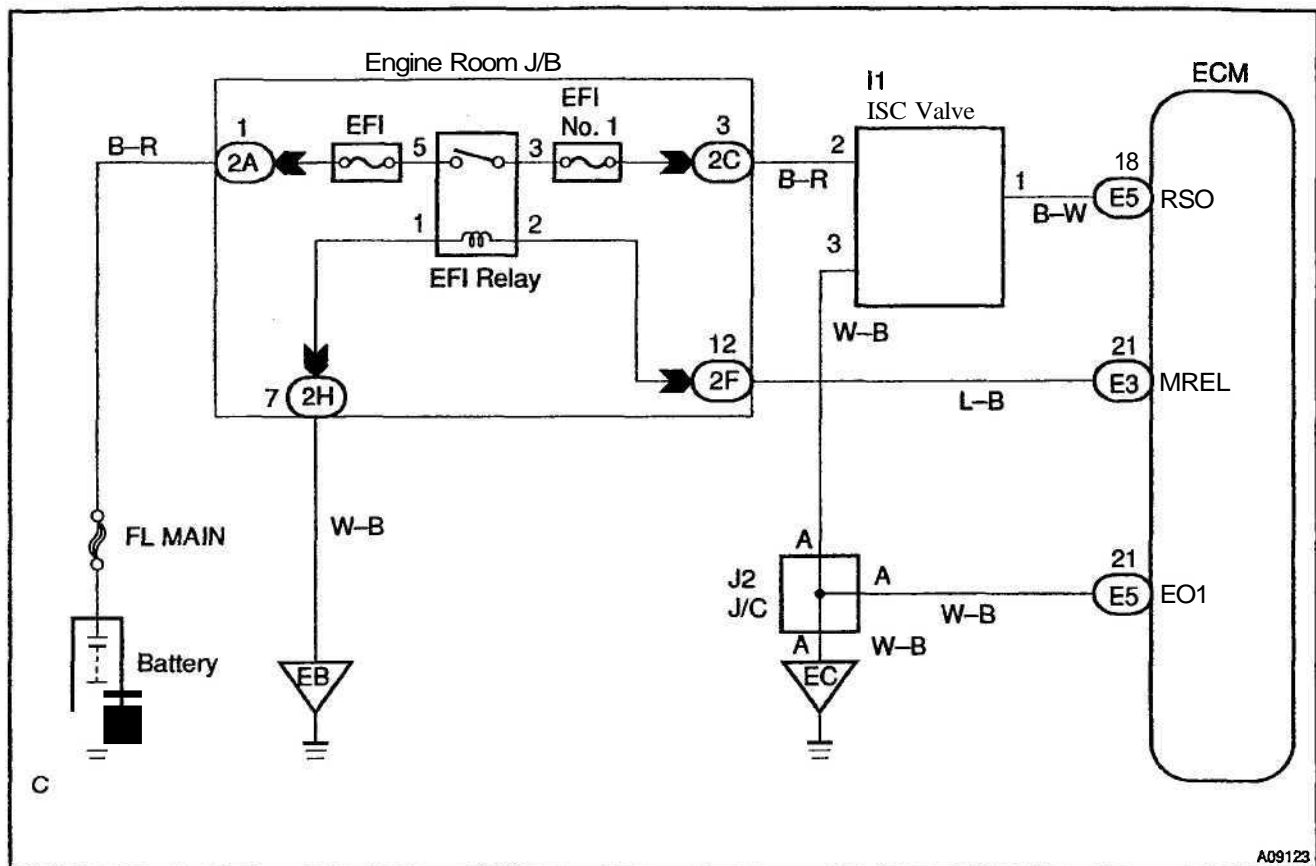 Engine Room J/B
I1
ISC Valve
ECM
EFI
EFI
No. 1
1
5
3
3
2
18
B–R
2A
2C
B–R
1
B–W
E5
RSO
1
2
3
EFI Relay
W–B
12
21
7
2H
2F
L–B
E3
MREL
FL MAIN
W–B
A
21
J2
J/C
A
W–B
E5
EO1
Battery
EB
A
W–B
EC
C
A09123